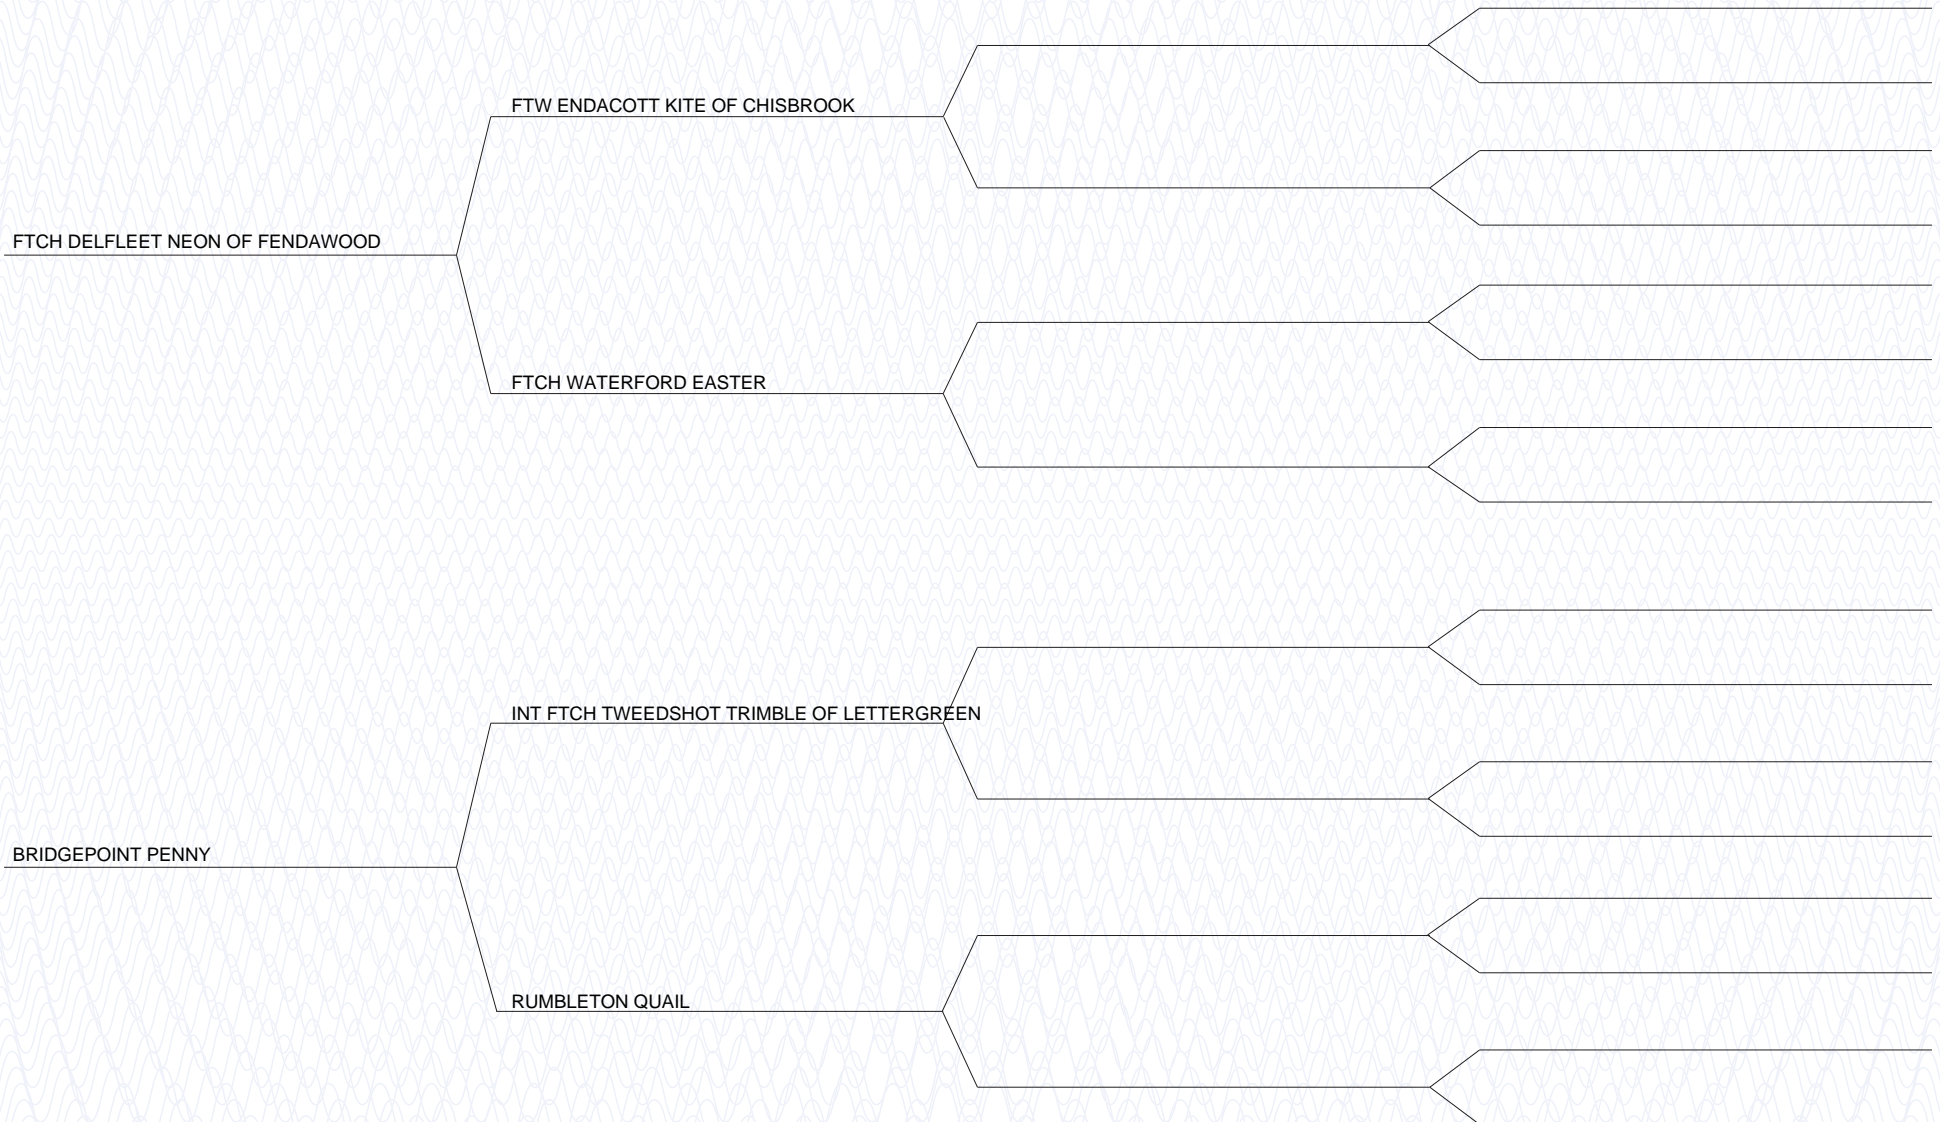 FTW ENDACOTT KITE OF CHISBROOK
FTCH DELFLEET NEON OF FENDAWOOD
FTCH WATERFORD EASTER
INT FTCH TWEEDSHOT TRIMBLE OF LETTERGREEN
BRIDGEPOINT PENNY
RUMBLETON QUAIL